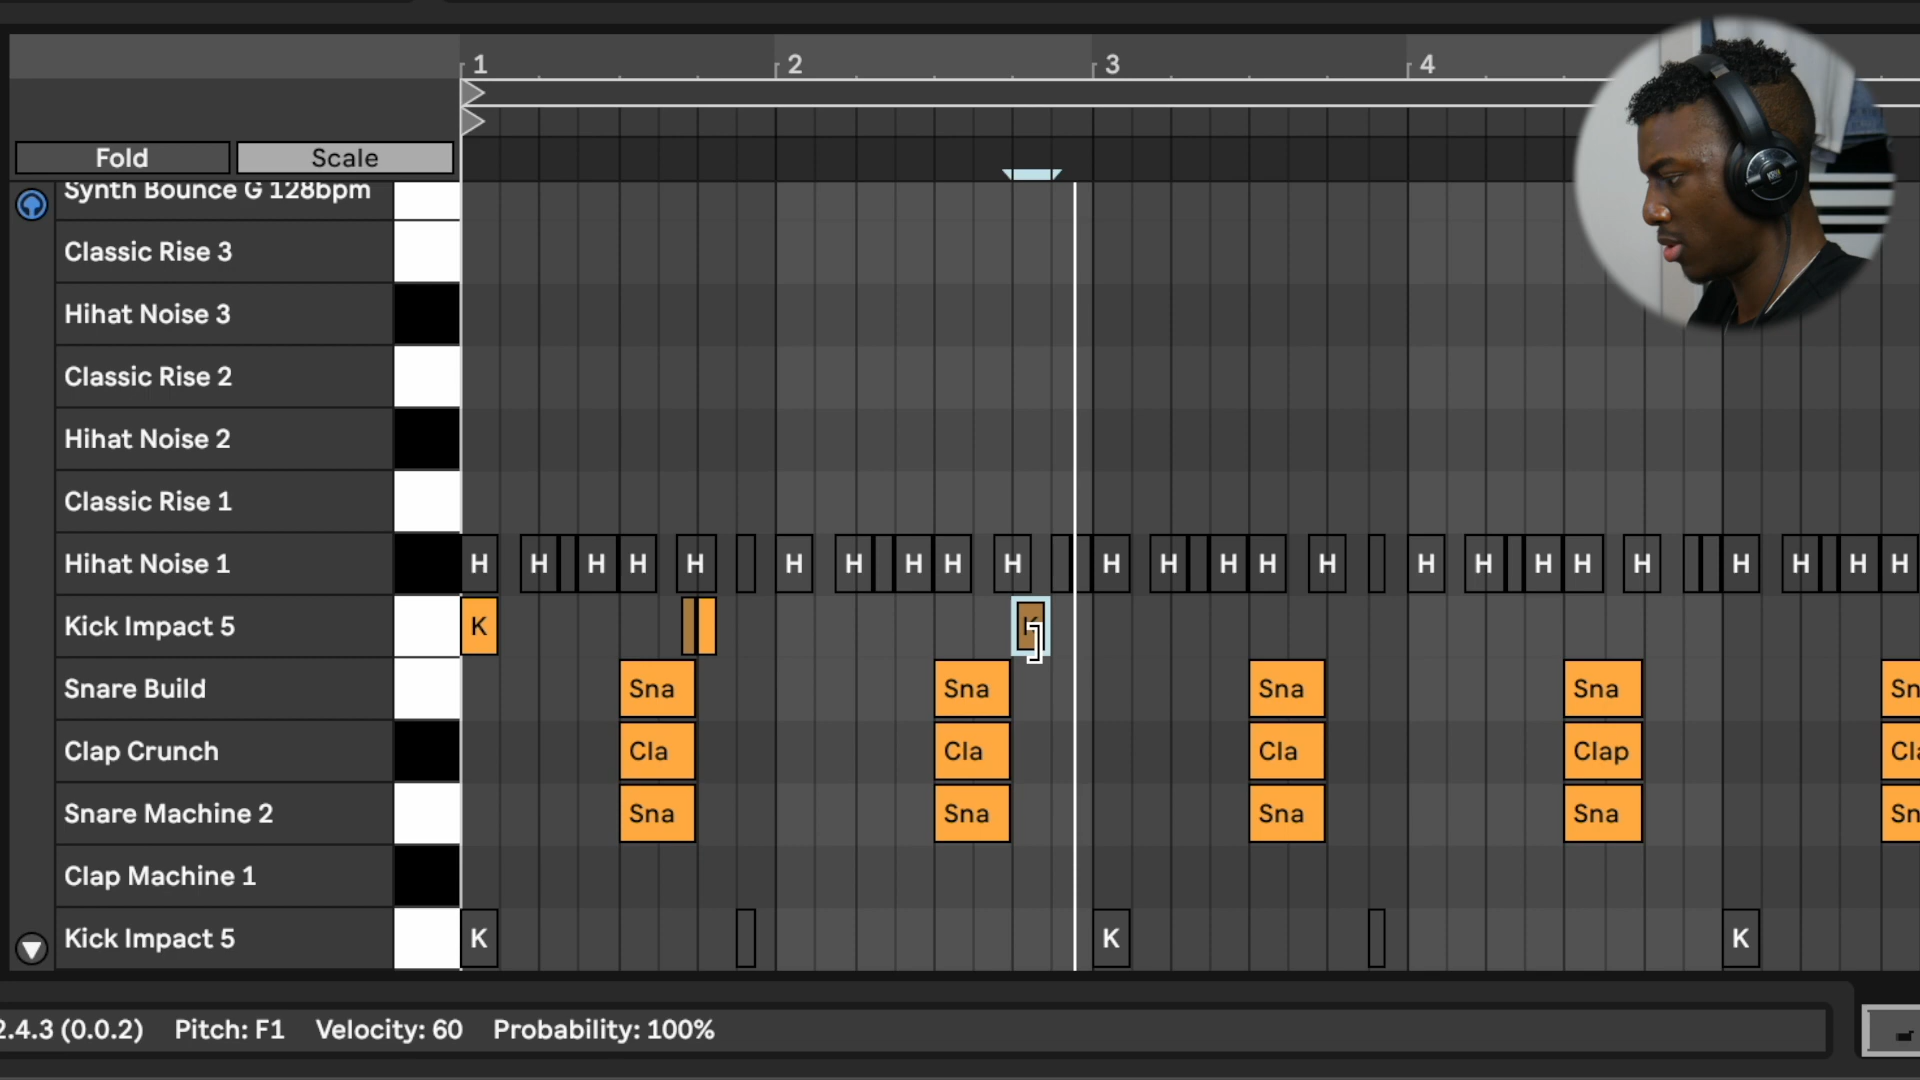 1 2 3 4
Fold Scale
Synth Bounce G 128bpm
Classic Rise 3
Hihat Noise 3
Classic Rise 2
Hihat Noise 2
Classic Rise 1
Hihat Noise 1 H H H H H H H H H H H H H H H H H H H H H H H
Kick Impact 5 K K
Snare Build Sna Sna Sna Sna Sn
Clap Crunch Cla Cla Cla Clap Cla
Snare Machine 2 Sna Sna Sna Sna Sn
Clap Machine 1
Kick Impact 5 K K K
2.4.3 (0.0.2) Pitch: F1 Velocity: 60 Probability: 100%